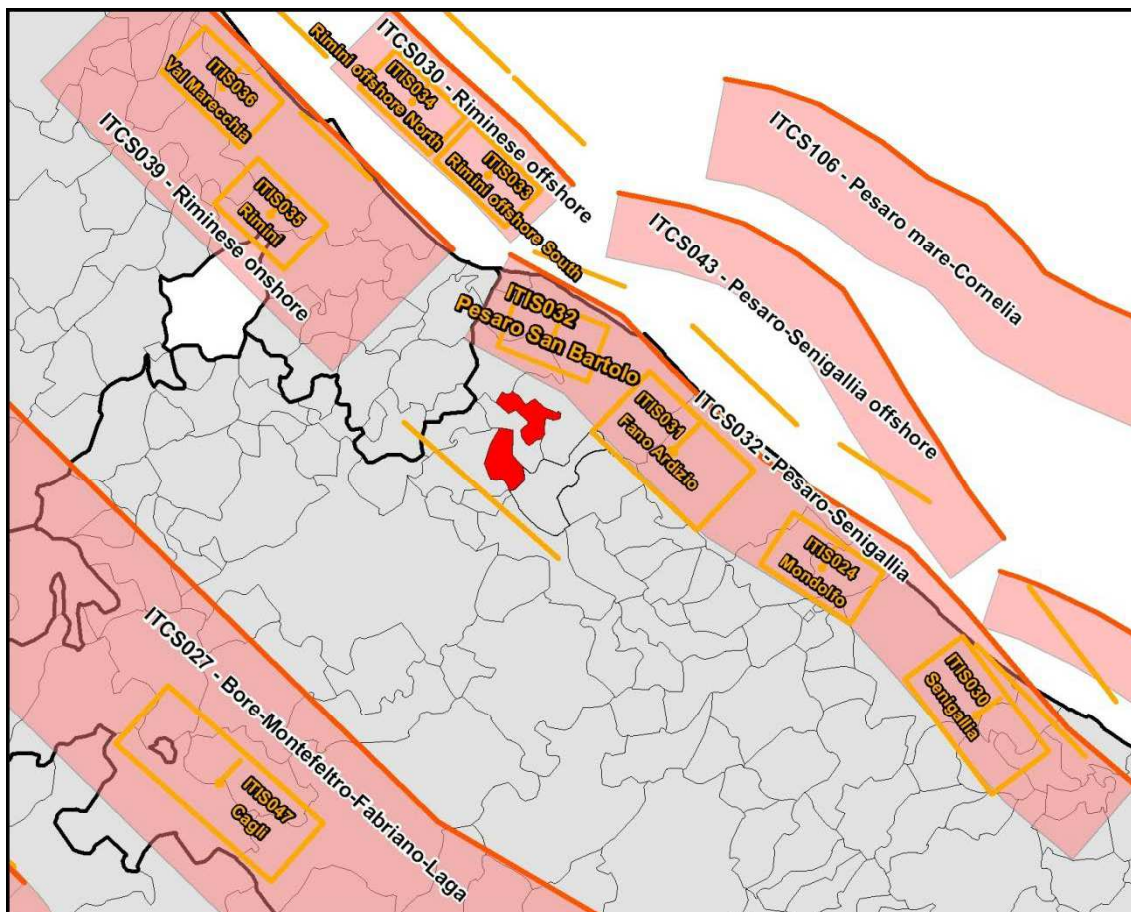 ITIS036
Val Marecchia
ITCS039 - Riminese onshore
ITIS035
Rimini
ITCS030 - Riminese offshore
ITIS034
Rimini offshore North
ITIS033
Rimini offshore South
ITCS106 - Pesaro mare-Cornelia
ITCS043 - Pesaro-Senigallia offshore
ITIS032
Pesaro San Bartolo
ITCS032 - Pesaro-Senigallia
ITIS031
Fano Ardizio
ITIS024
Mondolfo
ITIS030
Senigallia
ITCS027 - Bore-Montefeltro-Fabriano-Laga
ITIS047
Cagli